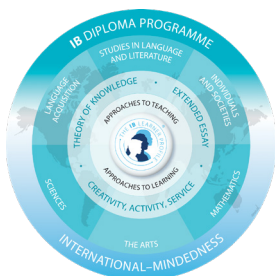 IB DIPLOMA PROGRAMME
STUDIES IN LANGUAGE
AND LITERATURE
LANGUAGE
ACQUISITION
INDIVIDUALS
AND SOCIETIES
THEORY OF KNOWLEDGE
EXTENDED ESSAY
APPROACHES TO TEACHING
THE IB LEARNER PROFILE
APPROACHES TO LEARNING
CREATIVITY, ACTIVITY, SERVICE
SCIENCES
MATHEMATICS
THE ARTS
INTERNATIONAL-MINDEDNESS